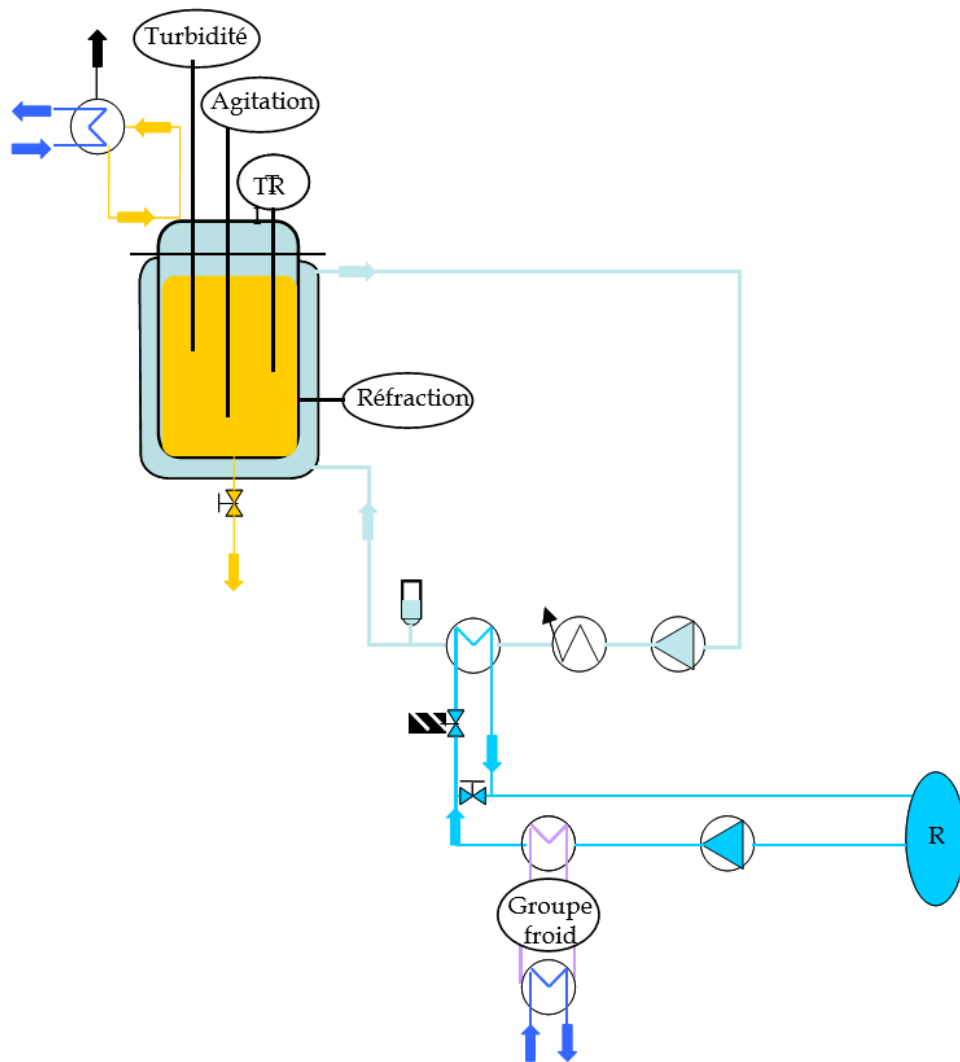 Turbidité
Agitation
TR
Réfraction
R
Groupe
froid